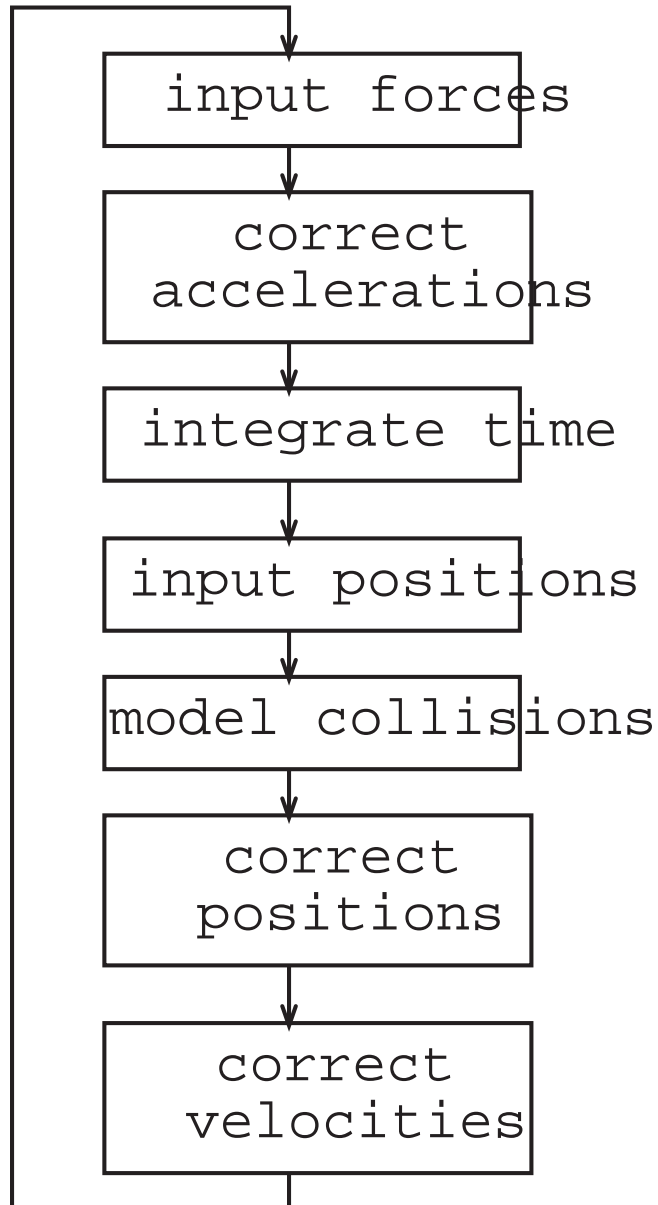 input forces
correct
accelerations
integrate time
input positions
model collisions
correct
positions
correct
velocities